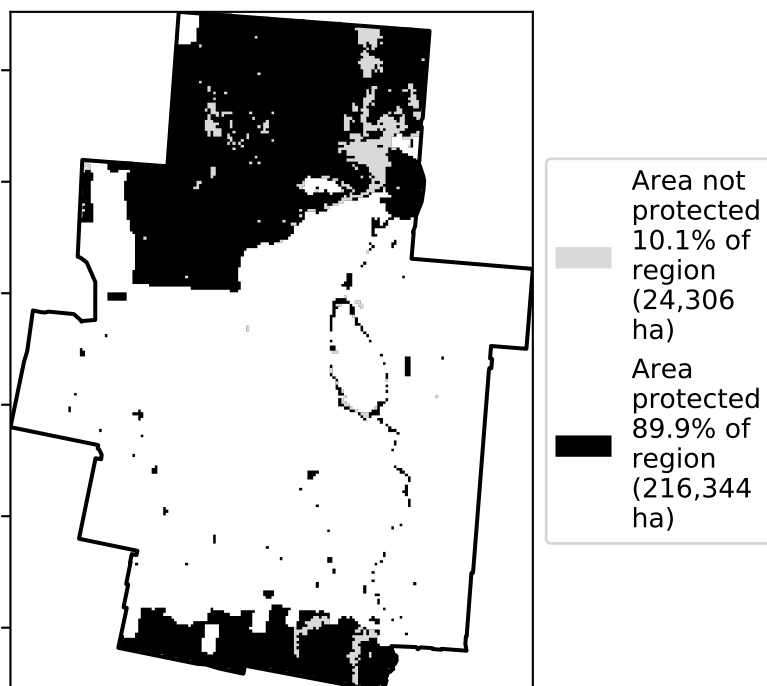 Area not
protected
10.1% of
region
(24,306
ha)
Area
protected
89.9% of
region
(216,344
ha)